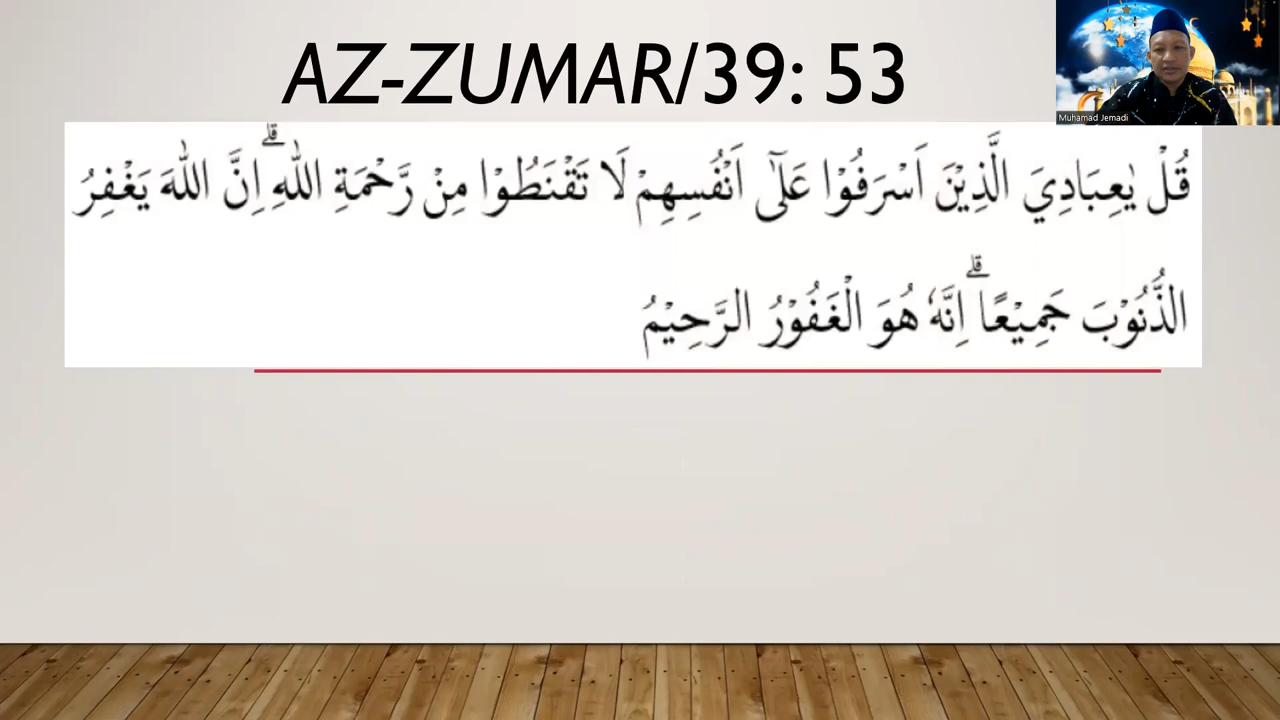 AZ-ZUMAR/39: 53
Muhamad Jemadi
قُلْ يٰعِبَادِيَ الَّذِيْنَ اَسْرَفُوْا عَلٰٓى اَنْفُسِهِمْ لَا تَقْنَطُوْا مِنْ رَّحْمَةِ اللّٰهِ ۗاِنَّ اللّٰهَ يَغْفِرُ
الذُّنُوْبَ جَمِيْعًا ۗاِنَّهٗ هُوَ الْغَفُوْرُ الرَّحِيْمُ